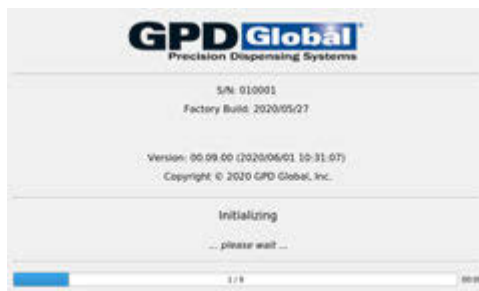 GPD Global
Precision Dispensing Systems
S/N: 010001
Factory Build: 2020/05/27
Version: 00.09.00 (2020/06/01 10:31:07)
Copyright © 2020 GPD Global, Inc.
Initializing
... please wait ...
1 / 9